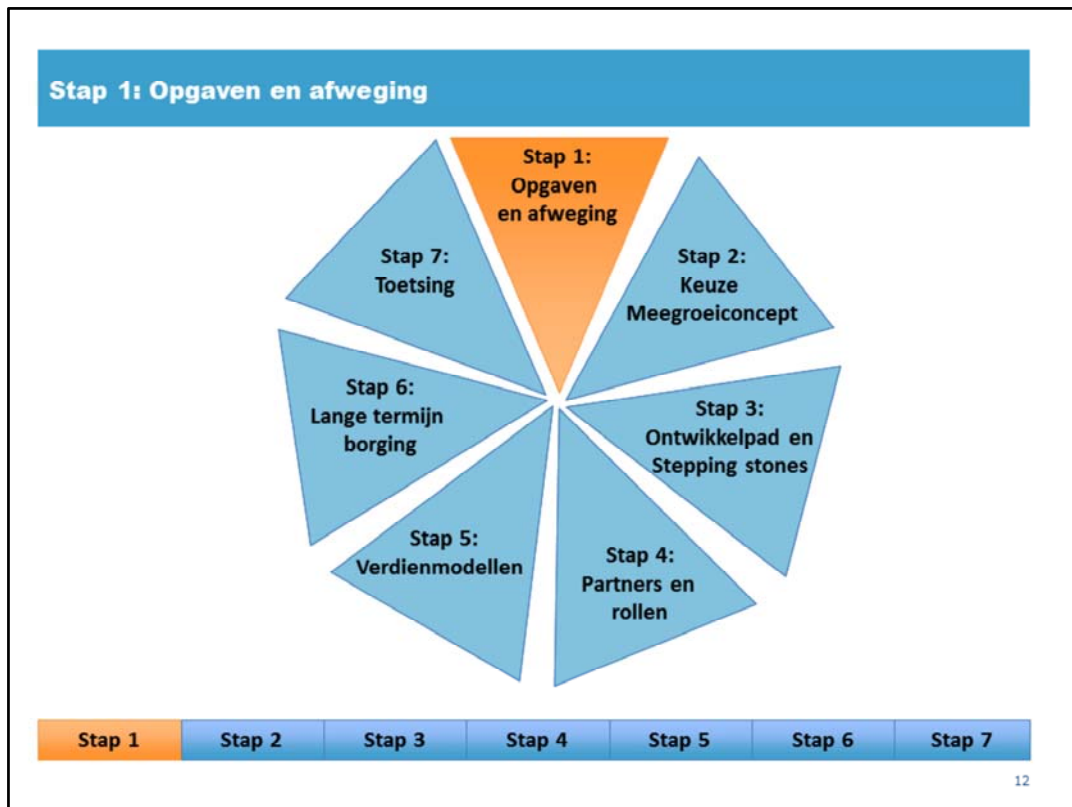 Stap 1: Opgaven en afweging
Stap 1:
Opgaven
en afweging
Stap 2:
Keuze
Meegroeiconcept
Stap 3:
Ontwikkelpad en
Stepping stones
Stap 4:
Partners en
rollen
Stap 5:
Verdienmodellen
Stap 6:
Lange termijn
borging
Stap 7:
Toetsing
Stap 1 Stap 2 Stap 3 Stap 4 Stap 5 Stap 6 Stap 7
12